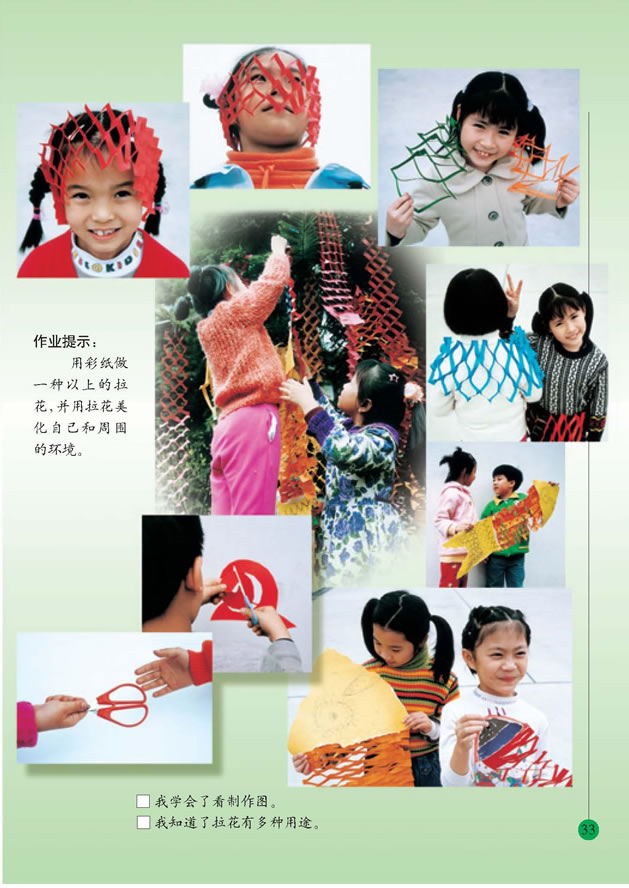 作业提示：
用彩纸做
一种以上的拉
花，并用拉花美
化自己和周围
的环境。
□ 我学会了看制作图。
□ 我知道了拉花有多种用途。
33